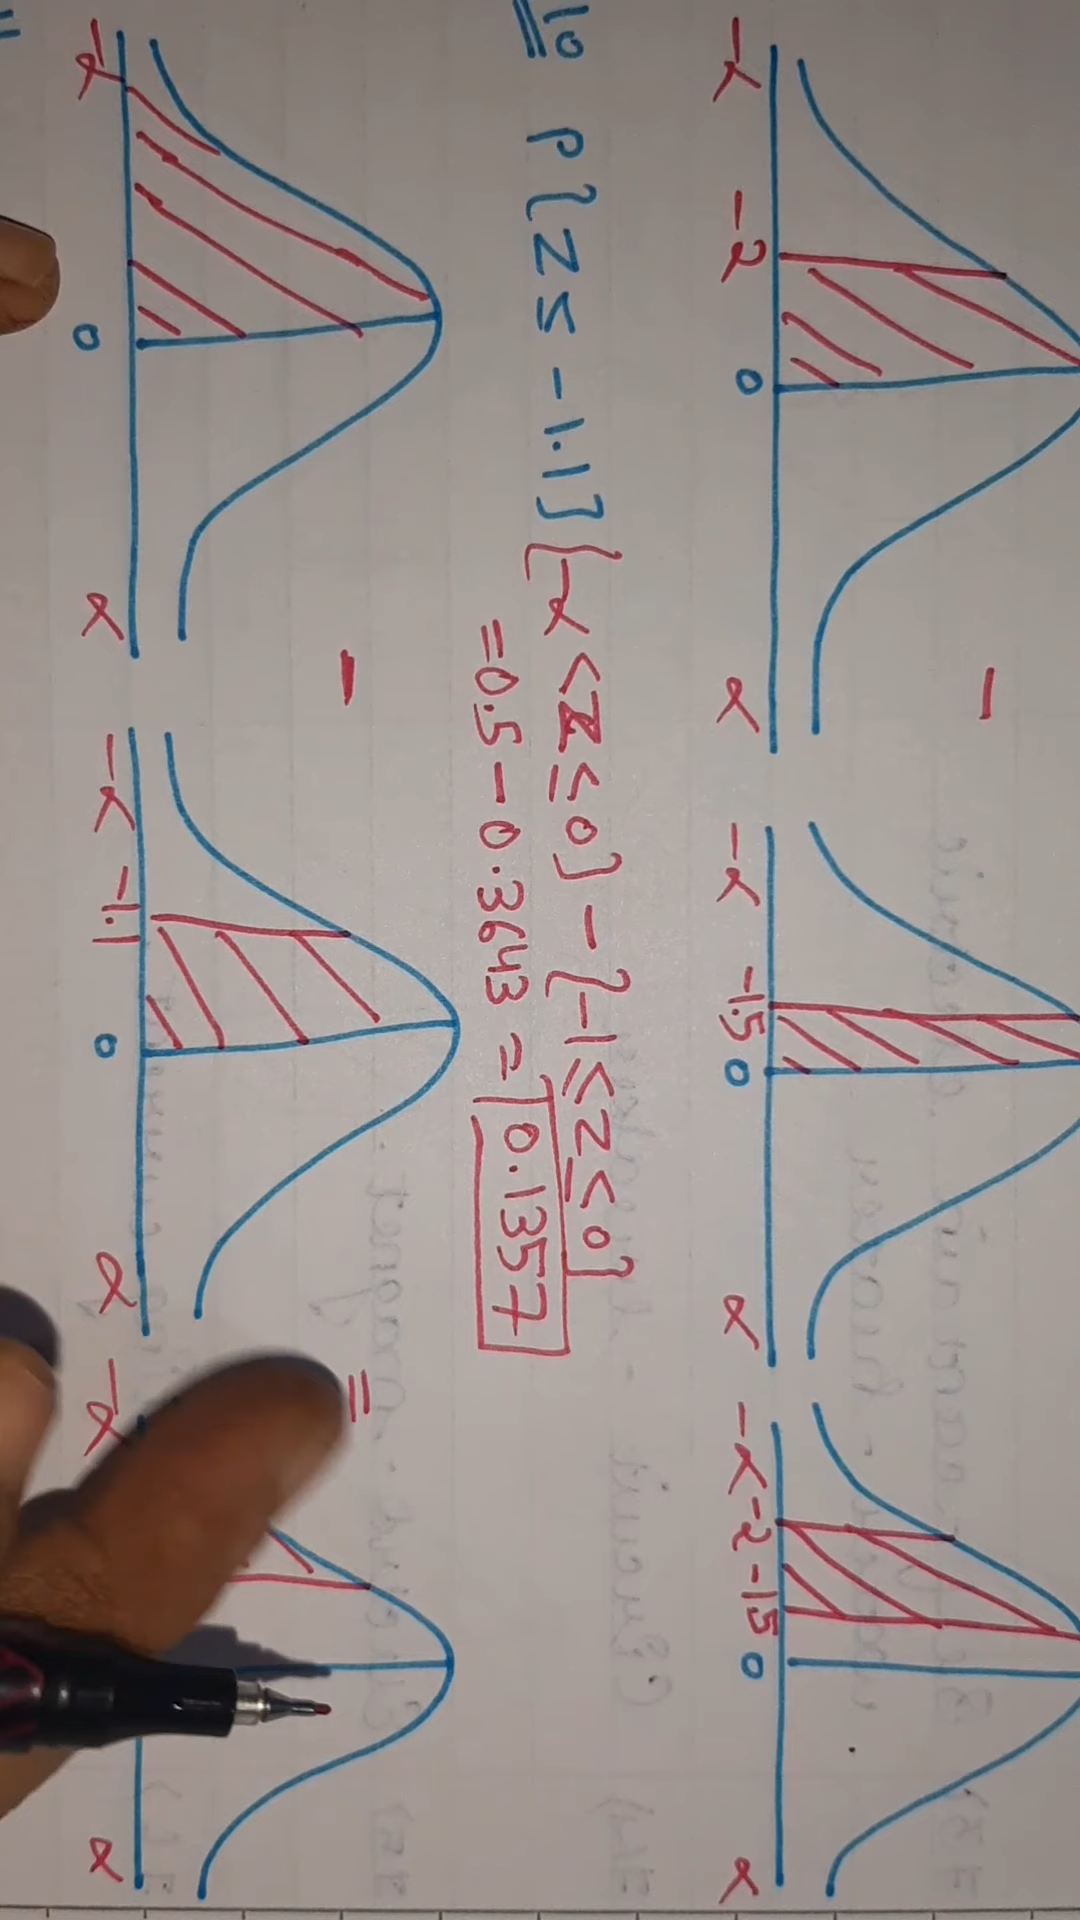 -∝ -2 0 ∝ - -∝ -1.5 0 ∝ -∝ -2 -1.5 0 ∝
10 P{Z ≤ -1.1} {-∝ < Z ≤ 0} - {-1 ≤ Z ≤ 0}
= 0.5 - 0.3643 = 0.1357
-∝ 0 ∝ - -∝ -1.1 0 ∝ = -∝ ∝